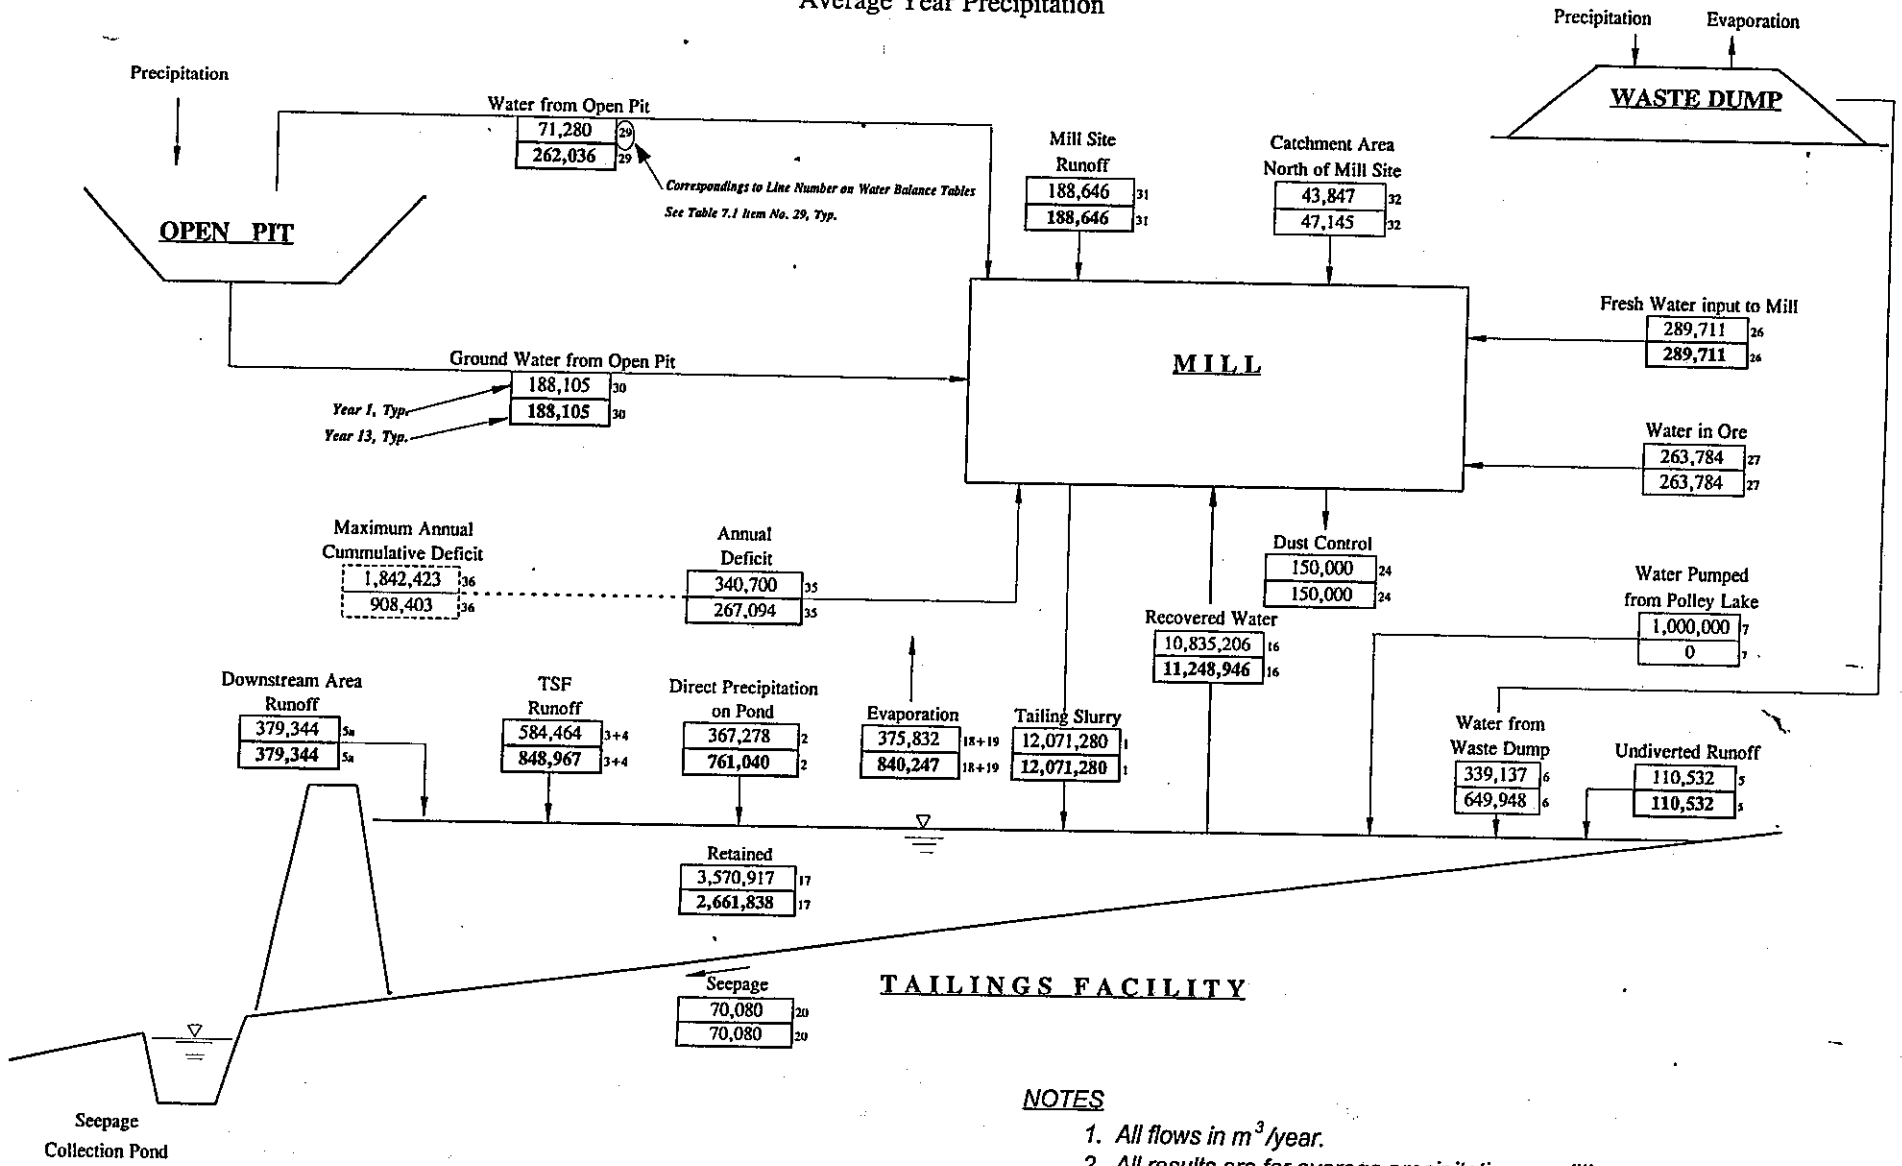 Average Year Precipitation
Precipitation
Evaporation
WASTE DUMP
Precipitation
Water from Open Pit
71,280 29
262,036 29
Correspondings to Line Number on Water Balance Tables
See Table 7.1 Item No. 29, Typ.
OPEN PIT
Mill Site
Runoff
188,646 31
188,646 31
Catchment Area
North of Mill Site
43,847 32
47,145 32
Fresh Water input to Mill
289,711 26
289,711 26
MILL
Ground Water from Open Pit
188,105 30
188,105 30
Year 1, Typ.
Year 13, Typ.
Water in Ore
263,784 27
263,784 27
Maximum Annual
Cummulative Deficit
1,842,423 36
908,403 36
Annual
Deficit
340,700 35
267,094 35
Dust Control
150,000 24
150,000 24
Water Pumped
from Polley Lake
1,000,000 7
0 7
Recovered Water
10,835,206 16
11,248,946 16
Downstream Area
Runoff
379,344 5a
379,344 5a
TSF
Runoff
584,464 3+4
848,967 3+4
Direct Precipitation
on Pond
367,278 2
761,040 2
Evaporation
375,832 18+19
840,247 18+19
Tailing Slurry
12,071,280 1
12,071,280 1
Water from
Waste Dump
339,137 6
649,948 6
Undiverted Runoff
110,532 5
110,532 5
Retained
3,570,917 17
2,661,838 17
Seepage
70,080 20
70,080 20
TAILINGS FACILITY
Seepage
Collection Pond
NOTES
1. All flows in m³/year.
2. All results are for average precipitation